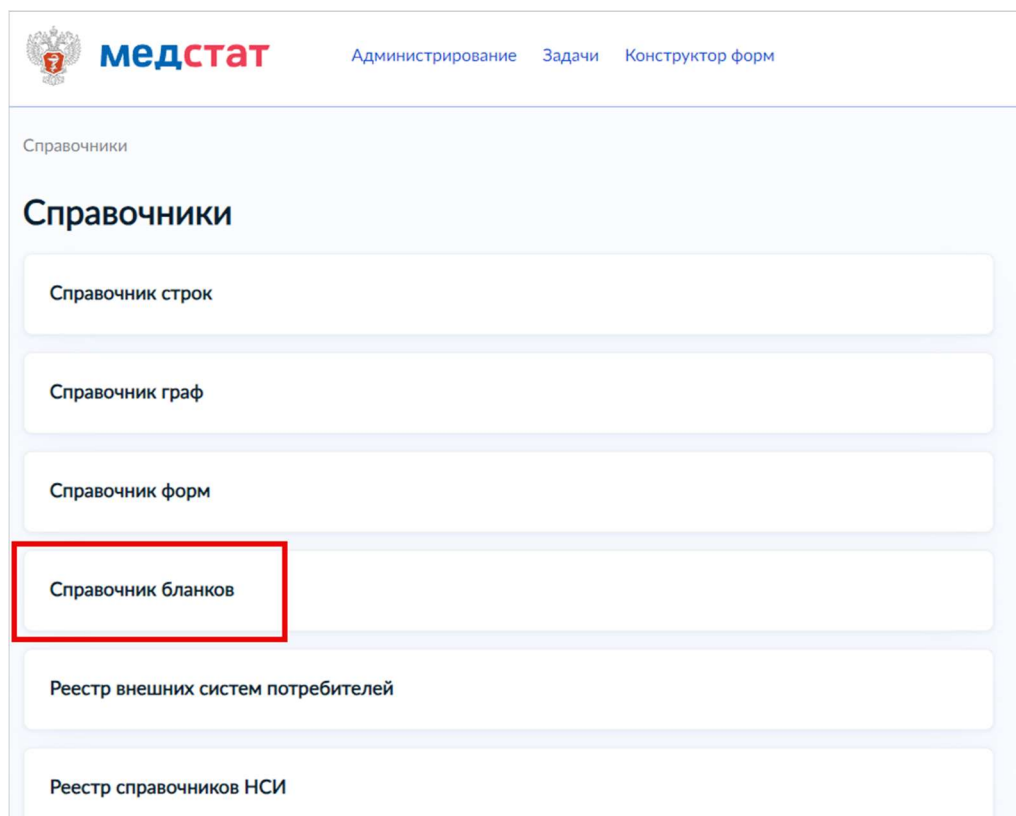 медстат
Администрирование Задачи Конструктор форм
Справочники
Справочники
Справочник строк
Справочник граф
Справочник форм
Справочник бланков
Реестр внешних систем потребителей
Реестр справочников НСИ